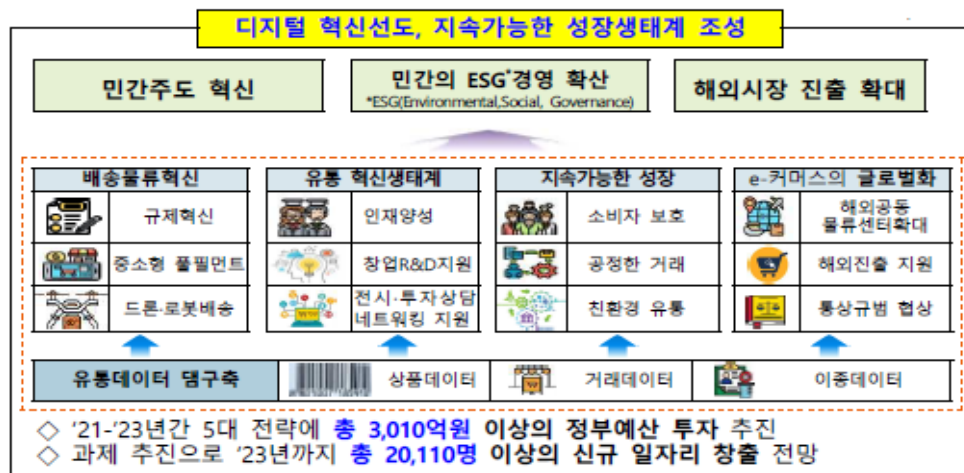 디지털 혁신선도, 지속가능한 성장생태계 조성
민간주도 혁신
민간의 ESG*경영 확산
*ESG(Environmental,Social, Governance)
해외시장 진출 확대
배송물류혁신
규제혁신
중소형 풀필먼트
드론·로봇배송
유통 혁신생태계
인재양성
창업R&D지원
전시·투자상담
네트워킹 지원
지속가능한 성장
소비자 보호
공정한 거래
친환경 유통
e-커머스의 글로벌화
해외공동
물류센터확대
해외진출 지원
통상규범 협상
유통데이터 댐구축
상품데이터
거래데이터
이종데이터
◇ '21-'23년간 5대 전략에 총 3,010억원 이상의 정부예산 투자 추진
◇ 과제 추진으로 '23년까지 총 20,110명 이상의 신규 일자리 창출 전망